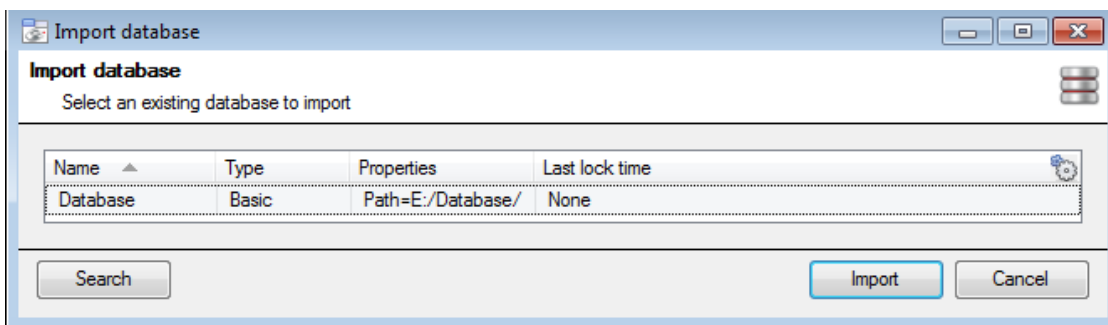 Import database
Import database
Select an existing database to import
Name Type Properties Last lock time
Database Basic Path=E:/Database/ None
Search Import Cancel